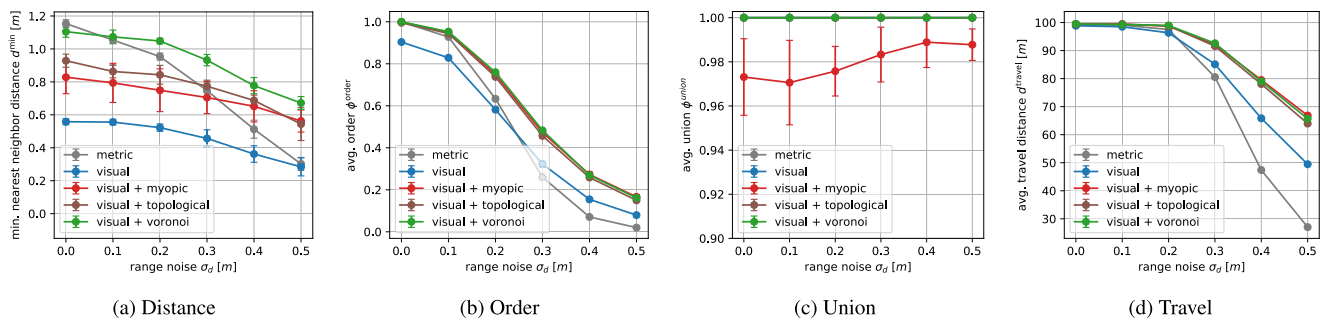 min. nearest neighbor distance d^min [m]
1.2
1.0
0.8
0.6
0.4
0.2
0.0
metric
visual
visual + myopic
visual + topological
visual + voronoi
0.0 0.1 0.2 0.3 0.4 0.5
range noise σ_d [m]
(a) Distance
avg. order ϕ^order
1.0
0.8
0.6
0.4
0.2
0.0
metric
visual
visual + myopic
visual + topological
visual + voronoi
0.0 0.1 0.2 0.3 0.4 0.5
range noise σ_d [m]
(b) Order
avg. union ϕ^union
1.00
0.98
0.96
0.94
0.92
0.90
metric
visual
visual + myopic
visual + topological
visual + voronoi
0.0 0.1 0.2 0.3 0.4 0.5
range noise σ_d [m]
(c) Union
avg. travel distance d^travel [m]
100
90
80
70
60
50
40
30
metric
visual
visual + myopic
visual + topological
visual + voronoi
0.0 0.1 0.2 0.3 0.4 0.5
range noise σ_d [m]
(d) Travel